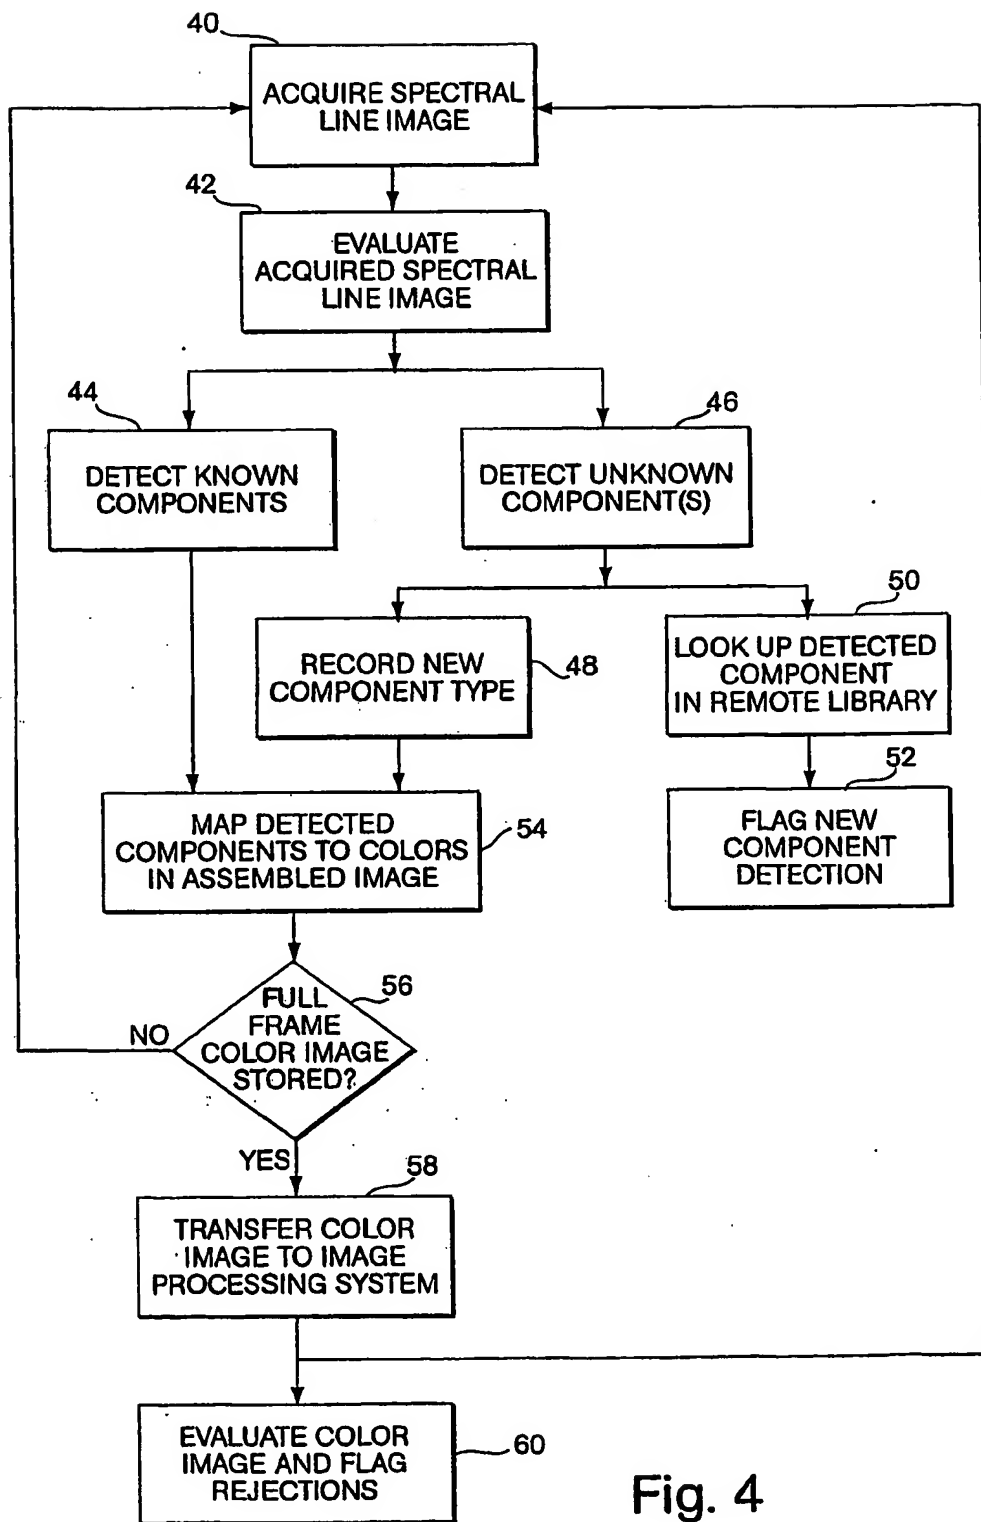 40
ACQUIRE SPECTRAL
LINE IMAGE
42
EVALUATE
ACQUIRED SPECTRAL
LINE IMAGE
44
DETECT KNOWN
COMPONENTS
46
DETECT UNKNOWN
COMPONENT(S)
RECORD NEW
COMPONENT TYPE
48
50
LOOK UP DETECTED
COMPONENT
IN REMOTE LIBRARY
52
FLAG NEW
COMPONENT
DETECTION
MAP DETECTED
COMPONENTS TO COLORS
IN ASSEMBLED IMAGE
54
56
FULL
FRAME
COLOR IMAGE
STORED?
NO
YES
58
TRANSFER COLOR
IMAGE TO IMAGE
PROCESSING SYSTEM
EVALUATE COLOR
IMAGE AND FLAG
REJECTIONS
60
Fig. 4